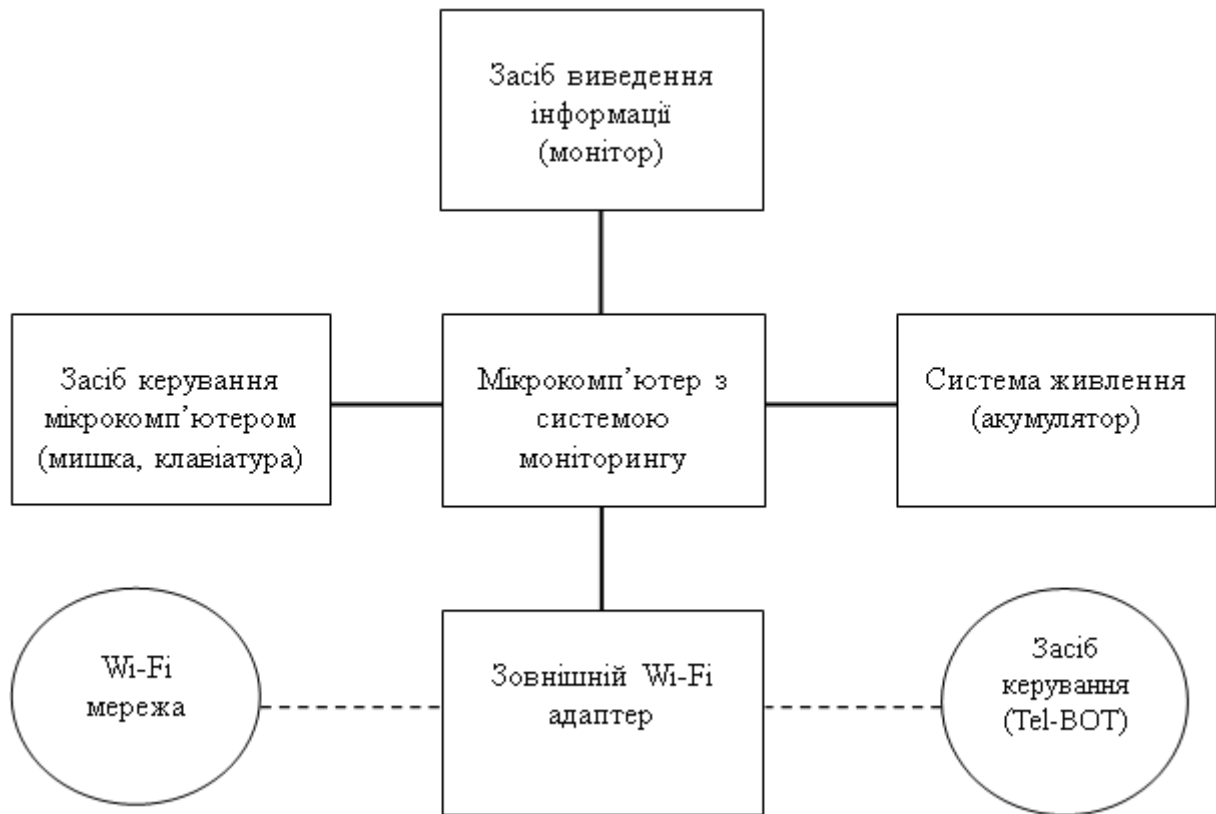 Засіб виведення
інформації
(монітор)
Засіб керування
мікрокомп’ютером
(мишка, клавіатура)
Мікрокомп’ютер з
системою
моніторингу
Система живлення
(акумулятор)
Wi-Fi
мережа
Зовнішній Wi-Fi
адаптер
Засіб
керування
(Tel-BOT)